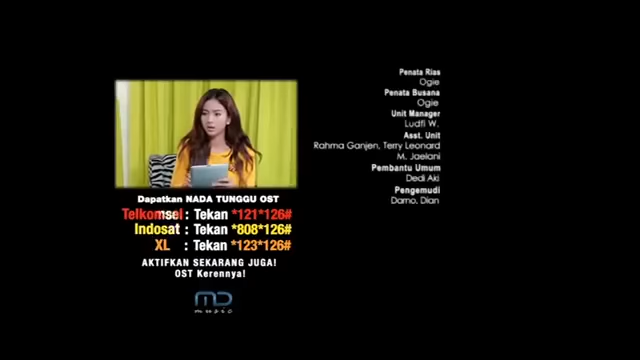 Penata Rias
Ogie
Penata Busana
Ogie
Unit Manager
Ludfi W.
Asst. Unit
Rahma Ganjen, Terry Leonard
M. Jaelani
Pembantu Umum
Dedi Aki
Pengemudi
Darno, Dian
Dapatkan NADA TUNGGU OST
Telkomsel : Tekan *121*126#
Indosat : Tekan *808*126#
XL : Tekan *123*126#
AKTIFKAN SEKARANG JUGA!
OST Kerennya!
MD
music